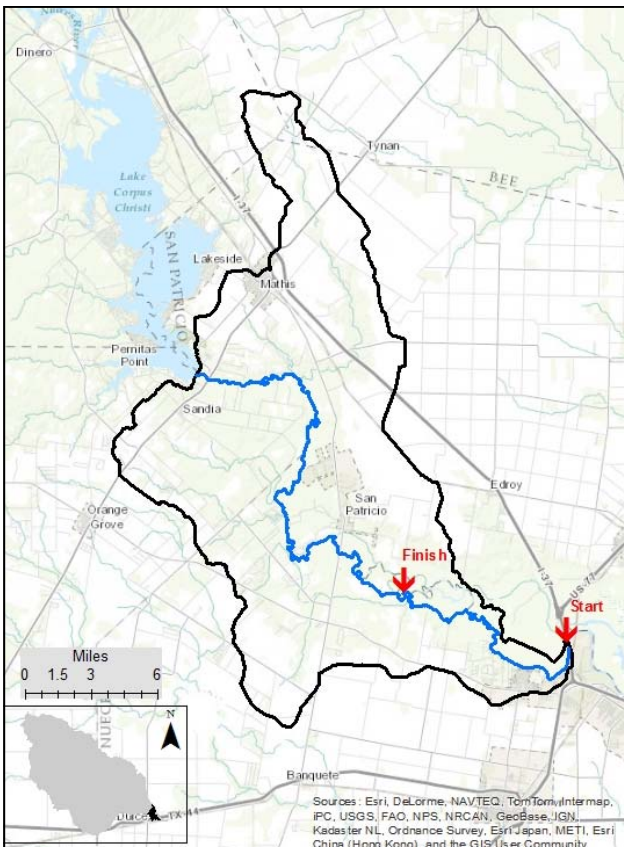 Nueces River
Dinero
Tynan
BEE
Lake
Corpus
Christi
I-37
SAN PATRICIO
Lakeside
Mathis
Pernitas
Point
Sandia
Edroy
Orange
Grove
San
Patricio
Finish
I-37
US-77
Start
Miles
0 1.5 3 6
N
NUECE
Banquete
TX-44
Sources: Esri, DeLorme, NAVTEQ, TomTom, Intermap,
iPC, USGS, FAO, NPS, NRCAN, GeoBase, IGN,
Kadaster NL, Ordnance Survey, Esri Japan, METI, Esri
China (Hong Kong), and the GIS User Community